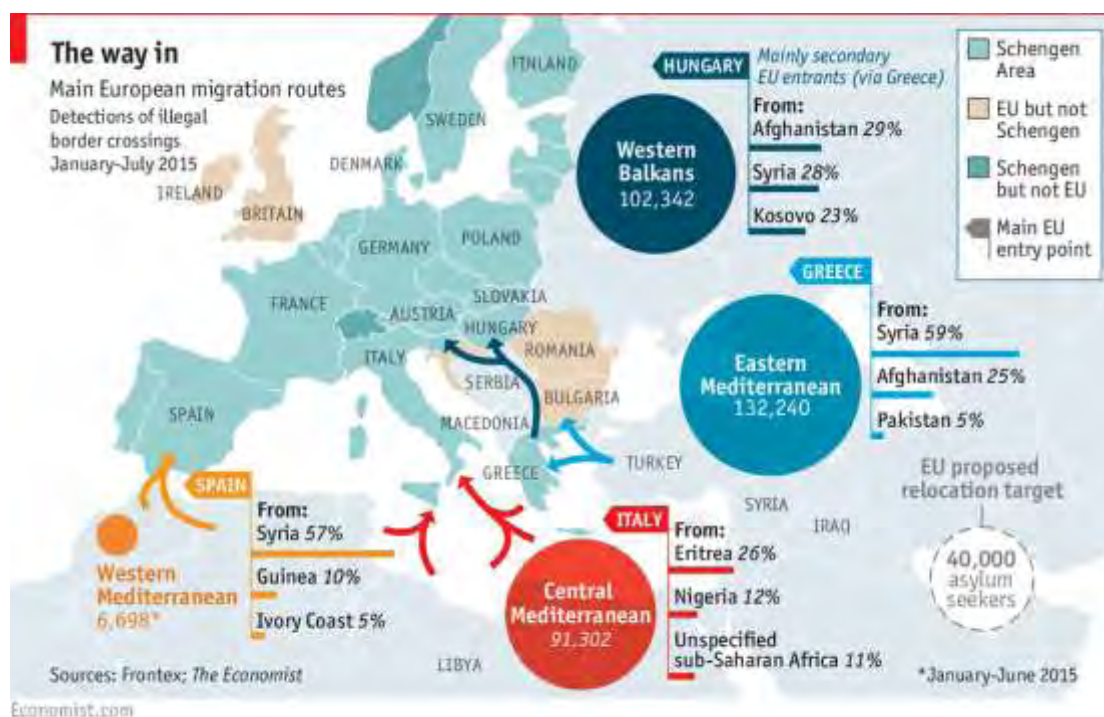 The way in
Main European migration routes
Detections of illegal
border crossings
January-July 2015
HUNGARY
Mainly secondary
EU entrants (via Greece)
Western
Balkans
102,342
From:
Afghanistan 29%
Syria 28%
Kosovo 23%
Schengen
Area
EU but not
Schengen
Schengen
but not EU
Main EU
entry point
FINLAND
SWEDEN
DENMARK
IRELAND
BRITAIN
GERMANY
POLAND
FRANCE
SLOVAKIA
AUSTRIA
HUNGARY
ITALY
ROMANIA
SERBIA
BULGARIA
SPAIN
MACEDONIA
GREECE
TURKEY
SYRIA
IRAQ
LIBYA
GREECE
Eastern
Mediterranean
132,240
From:
Syria 59%
Afghanistan 25%
Pakistan 5%
SPAIN
Western
Mediterranean
6,698*
From:
Syria 57%
Guinea 10%
Ivory Coast 5%
ITALY
Central
Mediterranean
91,302
From:
Eritrea 26%
Nigeria 12%
Unspecified
sub-Saharan Africa 11%
EU proposed
relocation target
40,000
asylum
seekers
Sources: Frontex; The Economist
*January-June 2015
Economist.com